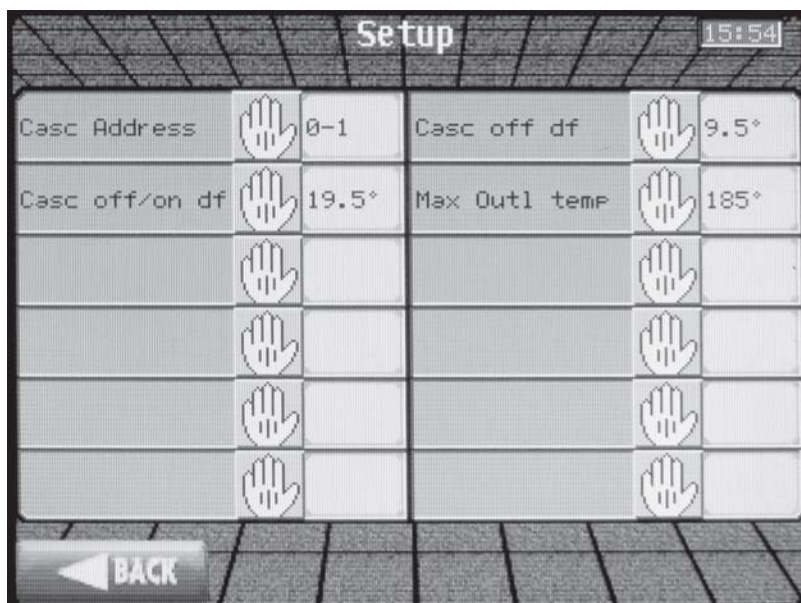 Setup
15:54
Casc Address 0-1 Casc off df 9.5°
Casc off/on df 19.5° Max Outl temp 185°
BACK